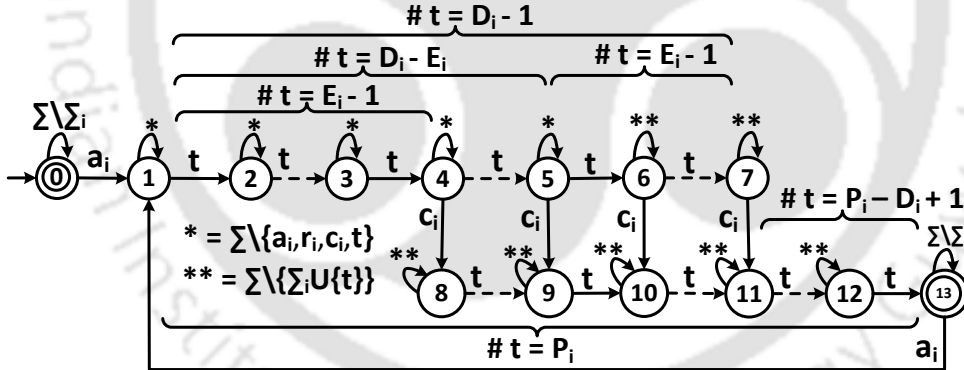 # t = Dᵢ - 1
# t = Dᵢ - Eᵢ
# t = Eᵢ - 1
# t = Eᵢ - 1
∑\∑ᵢ * * * * * ** **
0 aᵢ 1 t 2 t 3 t 4 t 5 t 6 t 7
# t = Pᵢ – Dᵢ + 1
cᵢ cᵢ cᵢ cᵢ
* = ∑\{aᵢ,rᵢ,cᵢ,t}
** = ∑\{∑ᵢU{t}}
** ** ** ** ** ∑\∑
8 t 9 t 10 t 11 t 12 t 13
# t = Pᵢ
aᵢ